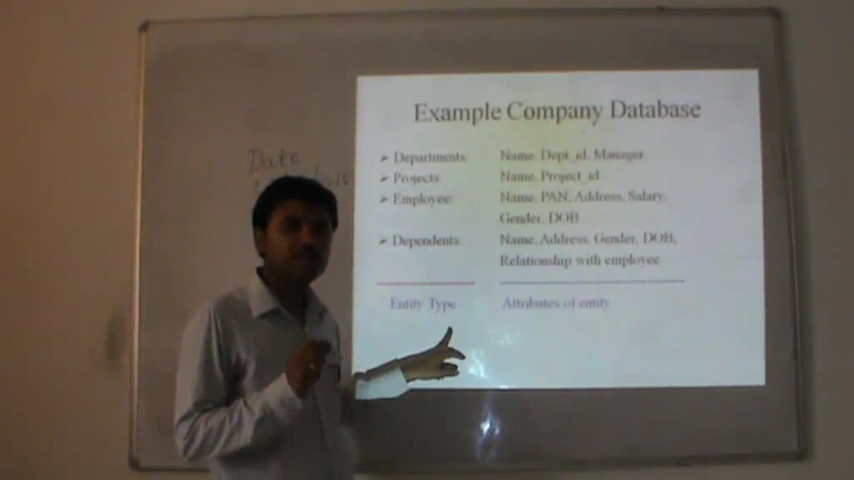 Example Company Database
➢ Departments: Name, Dept_id, Manager
➢ Projects: Name, Project_id
➢ Employee: Name, PAN, Address, Salary,
Gender, DOB
➢ Dependents: Name, Address, Gender, DOB,
Relationship with employee
Entity Type Attributes of entity
Date